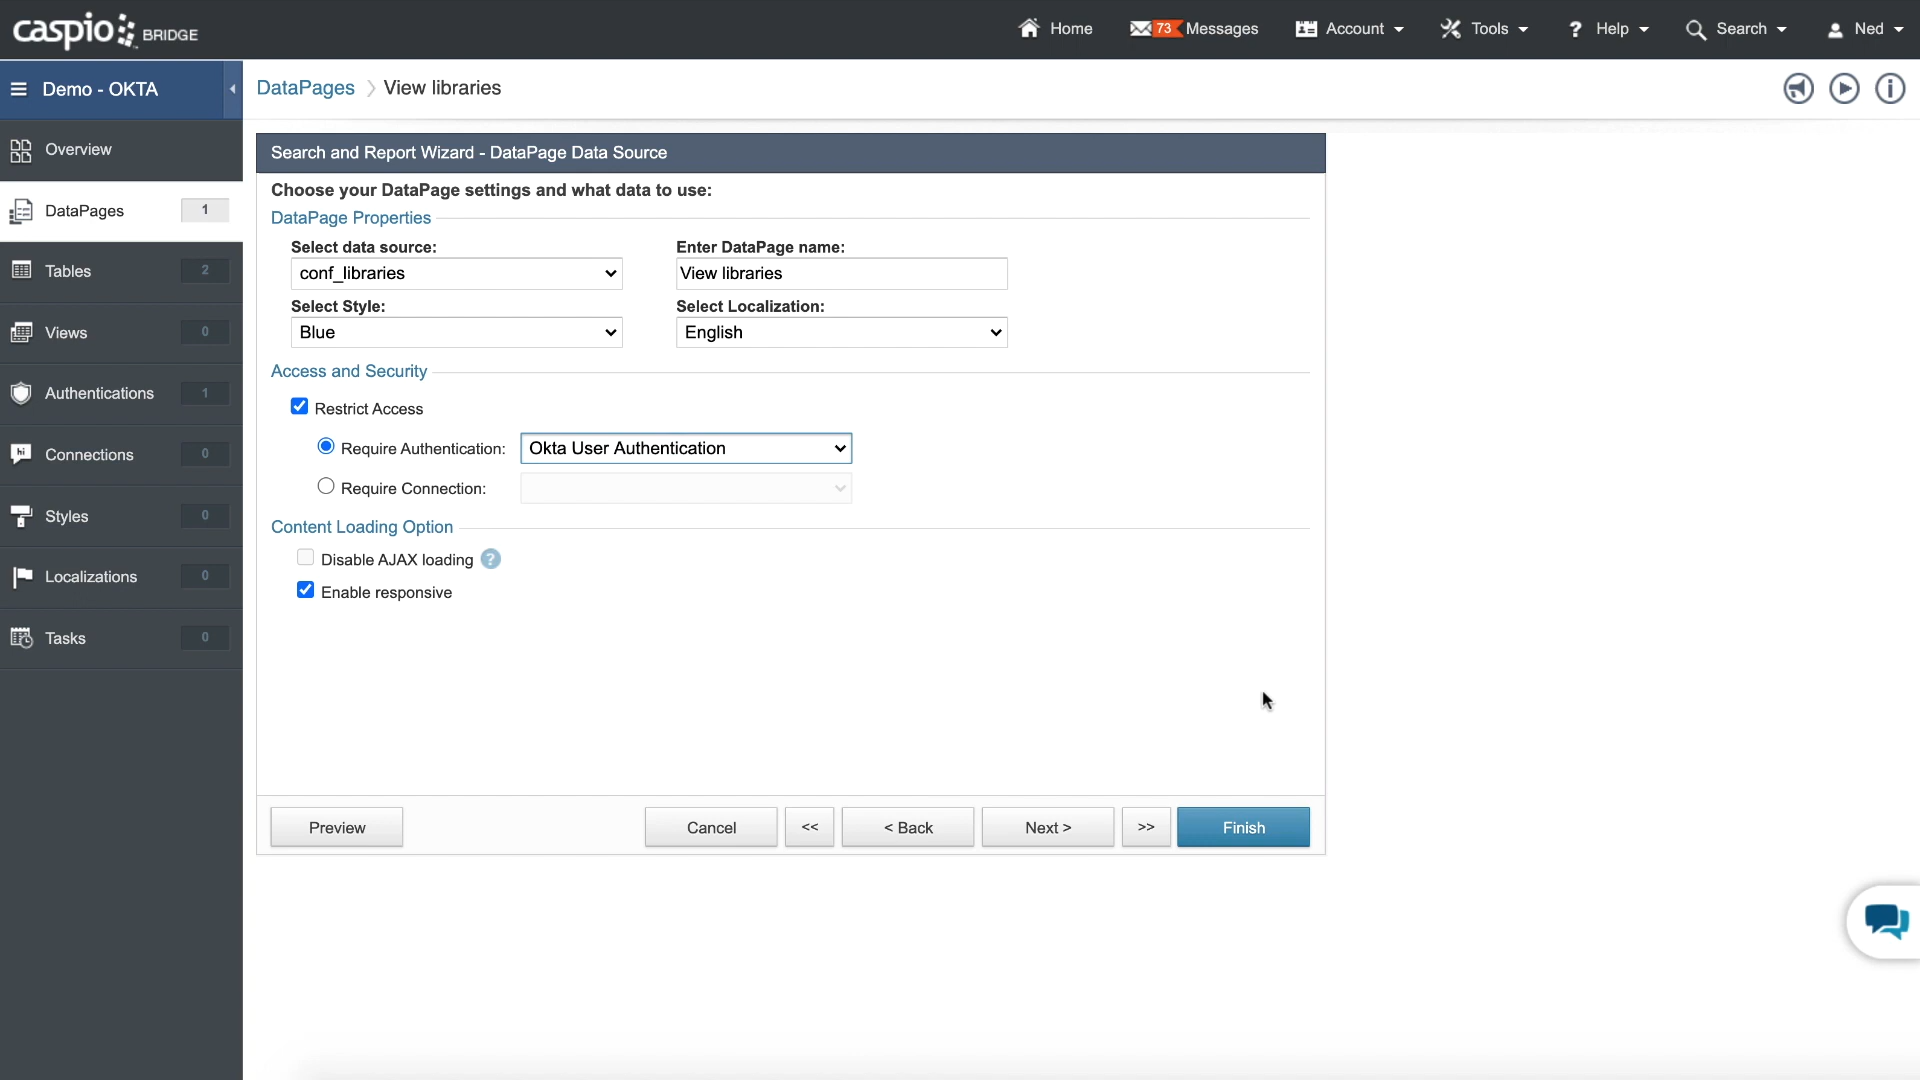 caspio BRIDGE
Home
73 Messages
Account
Tools
? Help
Search
Ned
Demo - OKTA
DataPages
View libraries
Overview
DataPages 1
Tables 2
Views 0
Authentications 1
hi Connections 0
Styles 0
Localizations 0
Tasks 0
Search and Report Wizard - DataPage Data Source
Choose your DataPage settings and what data to use:
DataPage Properties
Select data source: Enter DataPage name:
conf_libraries View libraries
Select Style: Select Localization:
Blue English
Access and Security
Restrict Access
Require Authentication: Okta User Authentication
Require Connection:
Content Loading Option
Disable AJAX loading ?
Enable responsive
Preview Cancel << < Back Next > >> Finish